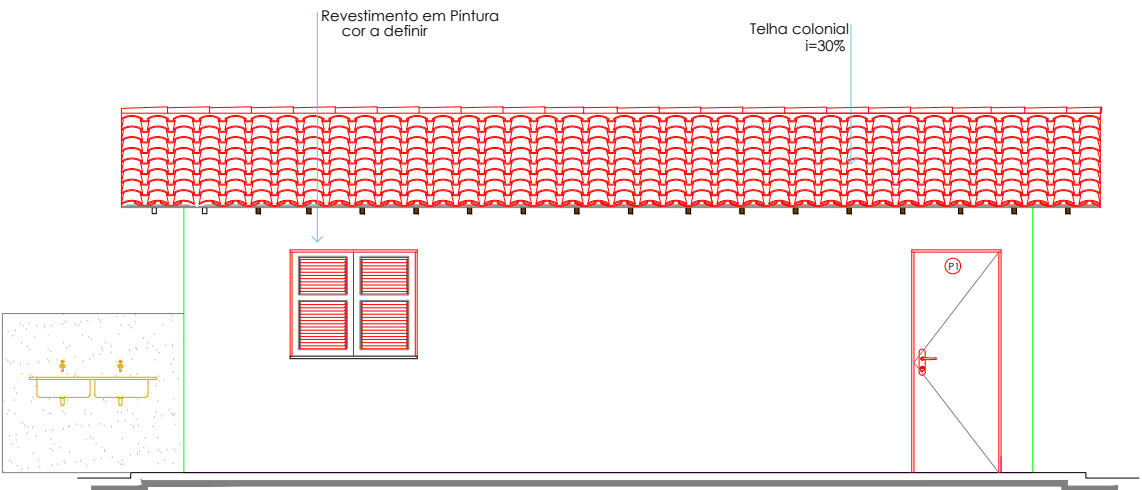 Revestimento em Pintura
cor a definir
Telha colonial
i=30%
P1